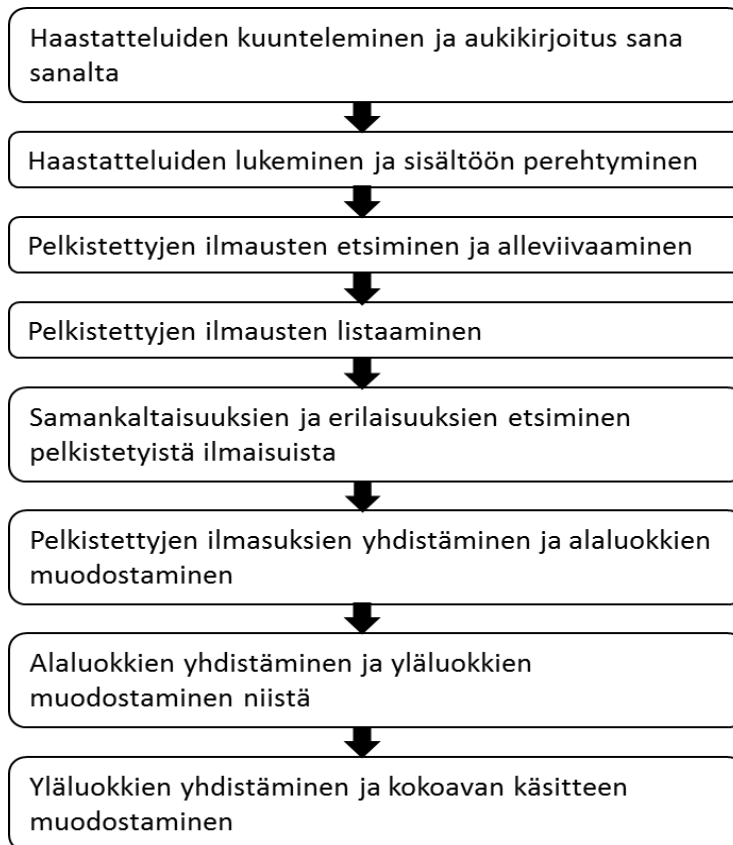 Haastatteluiden kuunteleminen ja aukikirjoitus sana
sanalta
Haastatteluiden lukeminen ja sisältöön perehtyminen
Pelkistettyjen ilmausten etsiminen ja alleviivaaminen
Pelkistettyjen ilmausten listaaminen
Samankaltaisuuksien ja erilaisuuksien etsiminen
pelkistetyistä ilmaisuista
Pelkistettyjen ilmasuksien yhdistäminen ja alaluokkien
muodostaminen
Alaluokkien yhdistäminen ja yläluokkien
muodostaminen niistä
Yläluokkien yhdistäminen ja kokoavan käsitteen
muodostaminen